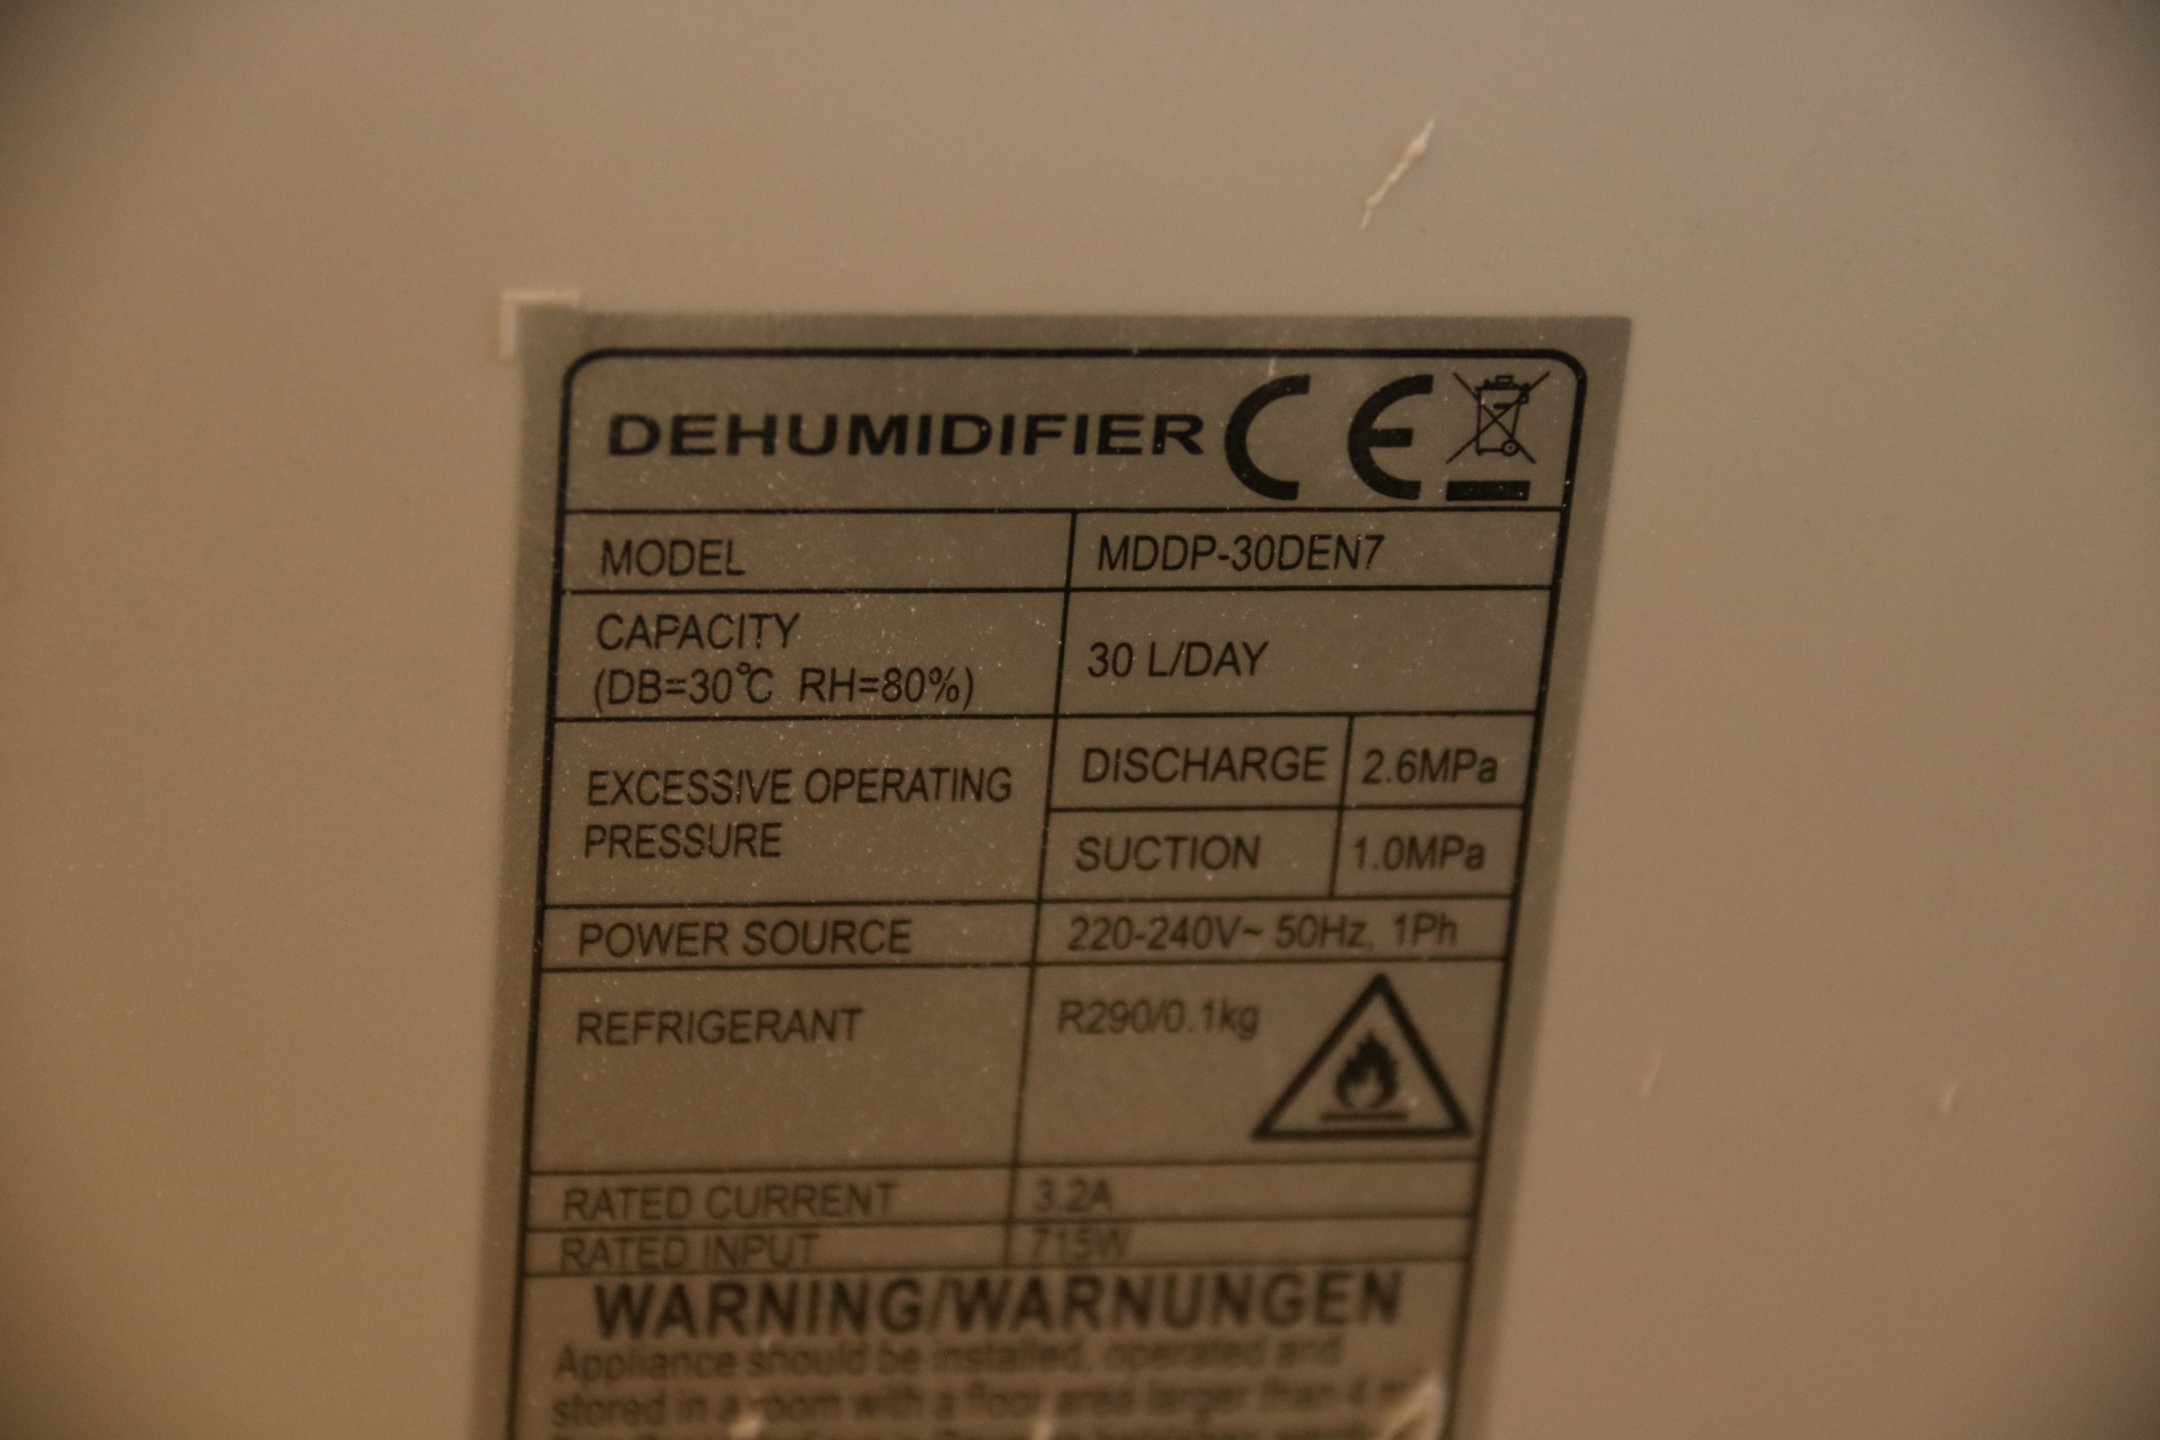 DEHUMIDIFIER CE
MODEL MDDP-30DEN7
CAPACITY
(DB=30℃ RH=80%) 30 L/DAY
EXCESSIVE OPERATING
PRESSURE
DISCHARGE 2.6MPa
SUCTION 1.0MPa
POWER SOURCE 220-240V~ 50Hz, 1Ph
REFRIGERANT R290/0.1kg
RATED CURRENT 3.2A
RATED INPUT 715W
WARNING/WARNUNGEN
Appliance should be installed, operated and
stored in a room with a floor area larger than 4